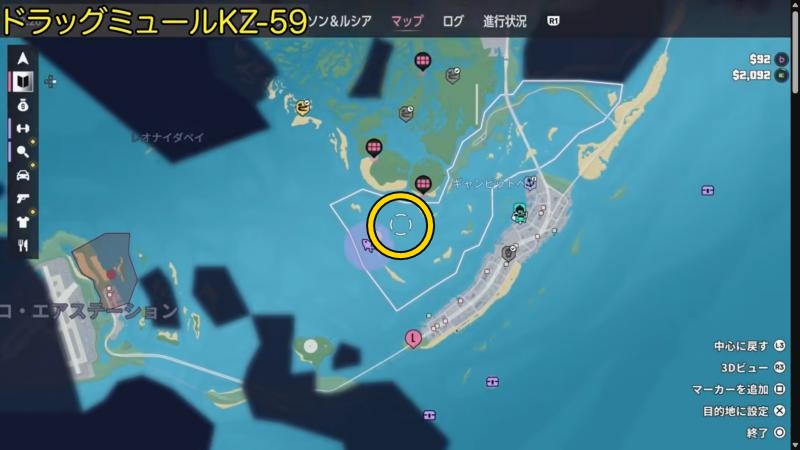 ドラッグミュールKZ-59
ソン&ルシア
マップ
ログ
進行状況
R1
$92
$2,092
レオナイダベイ
ギャンビットベ
コ・エアステーション
L
中心に戻す L3
3Dビュー R3
マーカーを追加
目的地に設定
終了